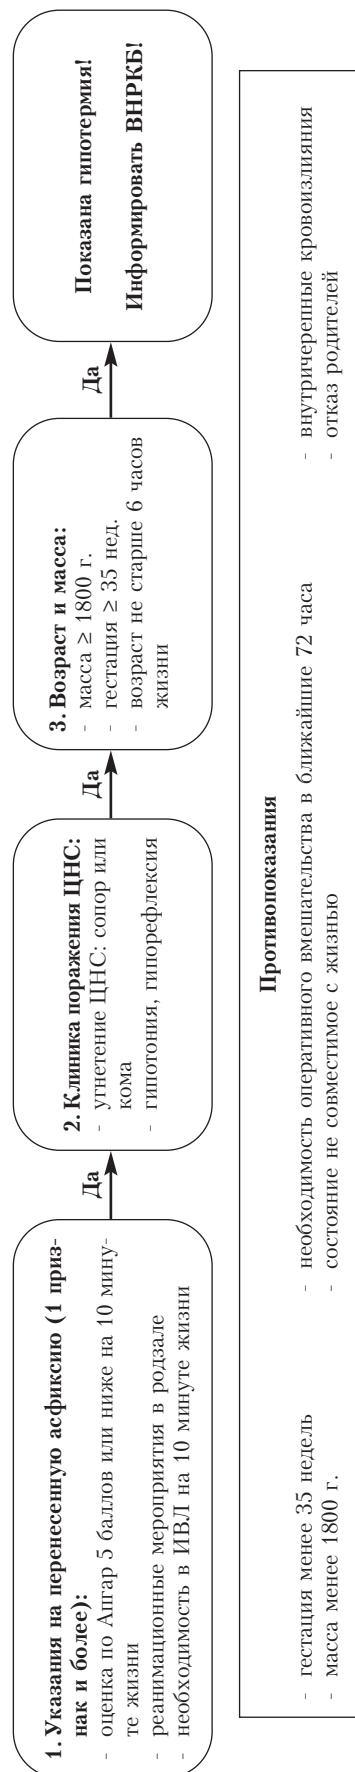 1. Указания на перенесенную асфиксию (1 приз-
нак и более):
- оценка по Апгар 5 баллов или ниже на 10 мину-
те жизни
- реанимационные мероприятия в родзале
- необходимость в ИВЛ на 10 минуте жизни
Да
2. Клиника поражения ЦНС:
- угнетение ЦНС: сопор или
кома
- гипотония, гипорефлексия
Да
3. Возраст и масса:
- масса ≥ 1800 г.
- гестация ≥ 35 нед.
- возраст не старше 6 часов
жизни
Да
Показана гипотермия!
Информировать ВНРКБ!
Противопоказания
- гестация менее 35 недель
- масса менее 1800 г.
- необходимость оперативного вмешательства в ближайшие 72 часа
- состояние не совместимое с жизнью
- внутричерепные кровоизлияния
- отказ родителей